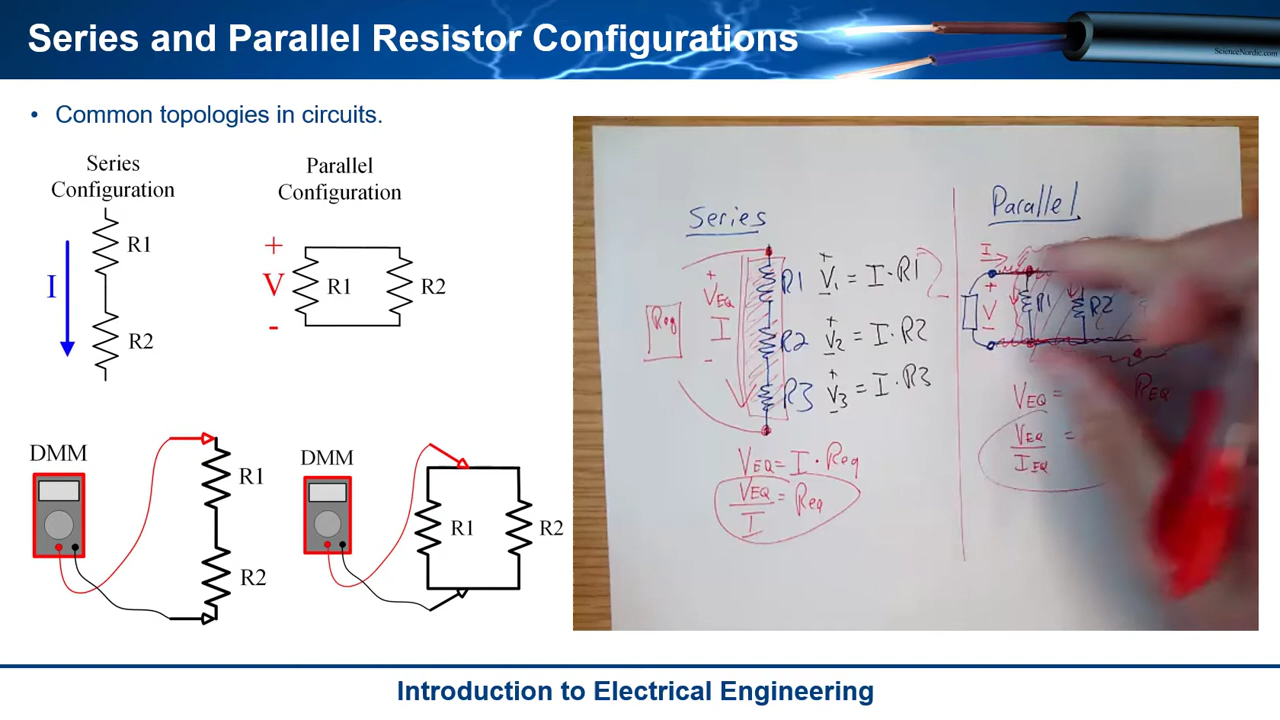 Series and Parallel Resistor Configurations
ScienceNordic.com
• Common topologies in circuits.
Series
Configuration
R1
I
R2
Parallel
Configuration
+
V
-
R1
R2
DMM
R1
R2
DMM
R1
R2
Series
+
VEQ
I
-
Req
R1
R2
R3
+
V1 = I·R1
-
+
V2 = I·R2
-
+
V3 = I·R3
-
VEQ = I·Req
VEQ
I
= Req
Parallel
I
+
V
-
R1
R2
VEQ =
REQ
VEQ
IEQ
=
Introduction to Electrical Engineering